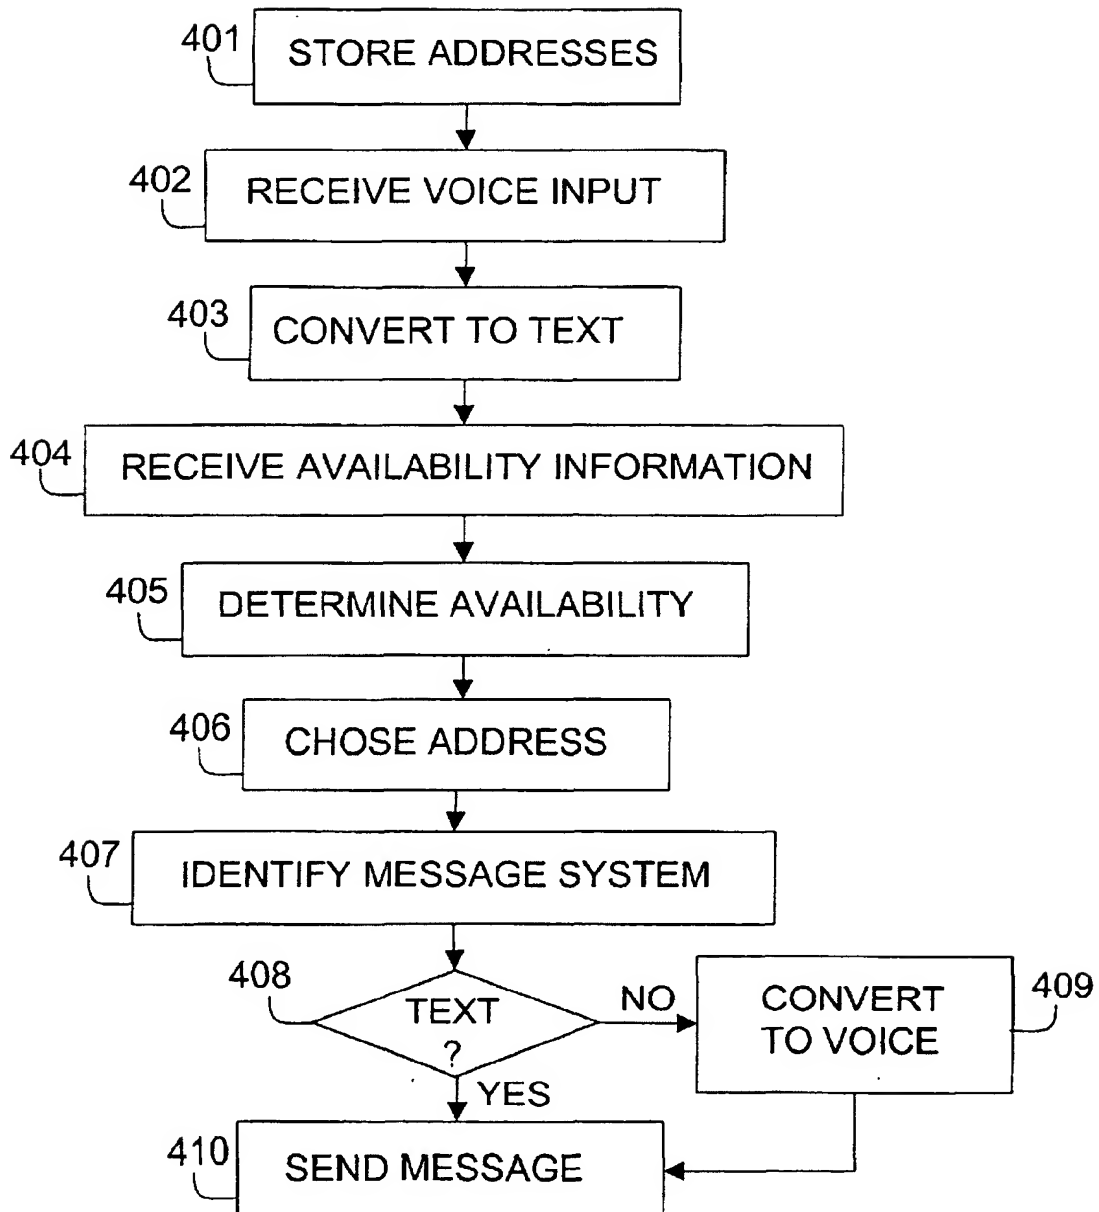 401
STORE ADDRESSES
402
RECEIVE VOICE INPUT
403
CONVERT TO TEXT
404
RECEIVE AVAILABILITY INFORMATION
405
DETERMINE AVAILABILITY
406
CHOSE ADDRESS
407
IDENTIFY MESSAGE SYSTEM
408
TEXT
?
NO
YES
CONVERT
TO VOICE
409
410
SEND MESSAGE